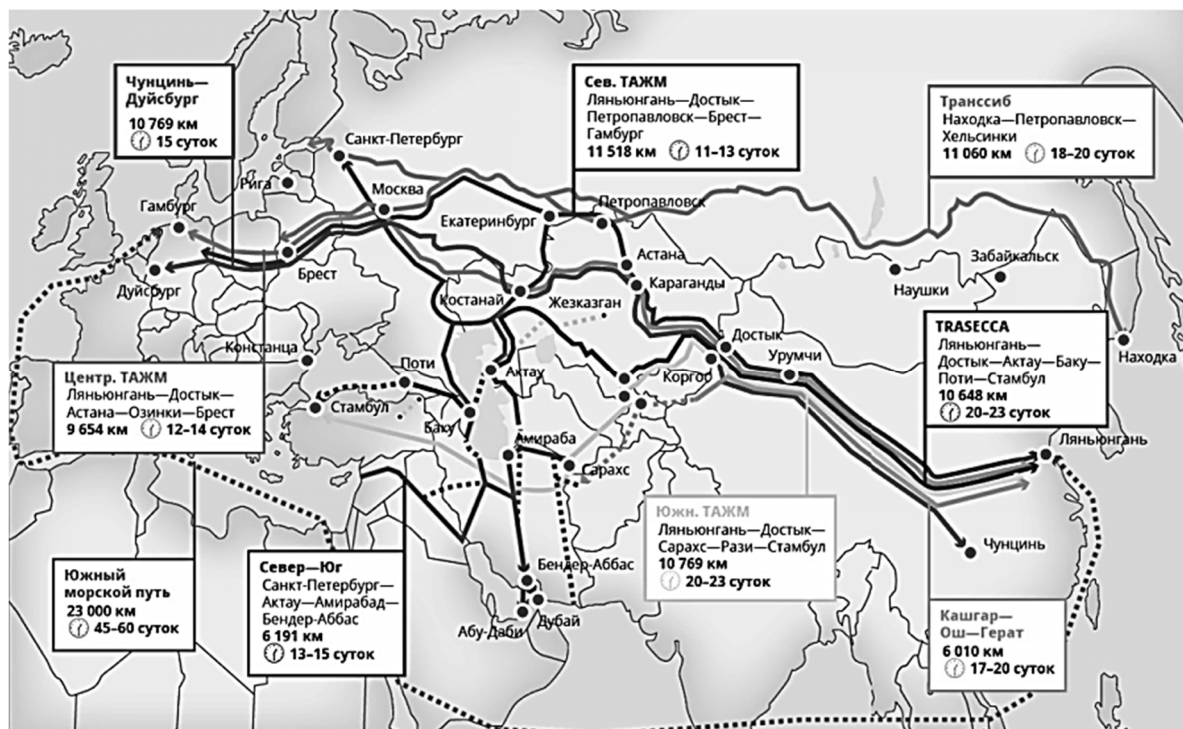 Чунцинь—
Дуйсбург
10 769 км
15 суток
Сев. ТАЖМ
Ляньюнгань—Достык—
Петропавловск—Брест—
Гамбург
11 518 км 11–13 суток
Транссиб
Находка—Петропавловск—
Хельсинки
11 060 км 18–20 суток
Санкт-Петербург
Рига
Москва
Гамбург
Екатеринбург
Петропавловск
Брест
Дуйсбург
Астана
Караганды
Костанай
Жезказган
Забайкальск
Наушки
Находка
Констанца
Поти
Актау
Достык
Урумчи
Коргос
Стамбул
Баку
Амираба
Сарахс
Ляньюнгань
Чунцинь
Бендер-Аббас
Дубай
Абу-Даби
TRASECCA
Ляньюнгань—
Достык—Актау—Баку—
Поти—Стамбул
10 648 км
20–23 суток
Центр. ТАЖМ
Ляньюнгань—Достык—
Астана—Озинки—Брест
9 654 км 12–14 суток
Южн. ТАЖМ
Ляньюнгань—Достык—
Сарахс—Рази—Стамбул
10 769 км
20–23 суток
Южный
морской путь
23 000 км
45–60 суток
Север—Юг
Санкт-Петербург—
Актау—Амирабад—
Бендер-Аббас
6 191 км
13–15 суток
Кашгар—
Ош—Герат
6 010 км
17–20 суток